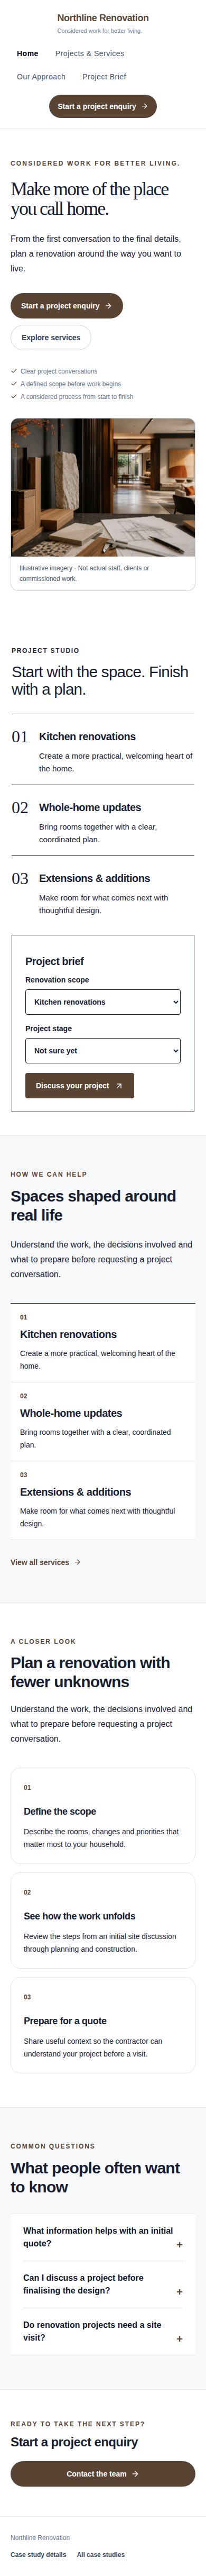 Northline Renovation
Considered work for better living.
Home Projects & Services
Our Approach Project Brief
Start a project enquiry →
CONSIDERED WORK FOR BETTER LIVING.
Make more of the place
you call home.
From the first conversation to the final details,
plan a renovation around the way you want to
live.
Start a project enquiry →
Explore services
✓ Clear project conversations
✓ A defined scope before work begins
✓ A considered process from start to finish
Illustrative imagery · Not actual staff, clients or
commissioned work.
PROJECT STUDIO
Start with the space. Finish
with a plan.
01 Kitchen renovations
Create a more practical, welcoming heart of
the home.
02 Whole-home updates
Bring rooms together with a clear,
coordinated plan.
03 Extensions & additions
Make room for what comes next with
thoughtful design.
Project brief
Renovation scope
Kitchen renovations
Project stage
Not sure yet
Discuss your project ↗
HOW WE CAN HELP
Spaces shaped around
real life
Understand the work, the decisions involved and
what to prepare before requesting a project
conversation.
01
Kitchen renovations
Create a more practical, welcoming heart of the
home.
02
Whole-home updates
Bring rooms together with a clear, coordinated
plan.
03
Extensions & additions
Make room for what comes next with thoughtful
design.
View all services →
A CLOSER LOOK
Plan a renovation with
fewer unknowns
Understand the work, the decisions involved and
what to prepare before requesting a project
conversation.
01
Define the scope
Describe the rooms, changes and priorities that
matter most to your household.
02
See how the work unfolds
Review the steps from an initial site discussion
through planning and construction.
03
Prepare for a quote
Share useful context so the contractor can
understand your project before a visit.
COMMON QUESTIONS
What people often want
to know
What information helps with an initial
quote? +
Can I discuss a project before
finalising the design? +
Do renovation projects need a site
visit? +
READY TO TAKE THE NEXT STEP?
Start a project enquiry
Contact the team →
Northline Renovation
Case study details All case studies